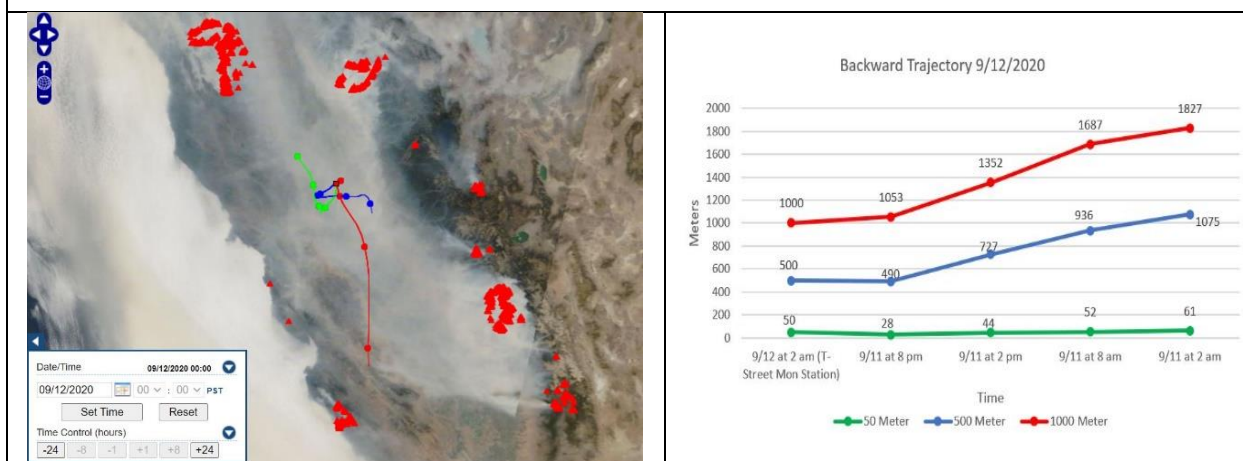 Date/Time 09/12/2020 00:00
09/12/2020 00 : 00 PST
Set Time Reset
Time Control (hours)
-24 -8 -1 +1 +8 +24
Backward Trajectory 9/12/2020
Meters
2000
1800
1600
1400
1200
1000
800
600
400
200
0
1000 1053 1352 1687 1827
500 490 727 936 1075
50 28 44 52 61
9/12 at 2 am (T-Street Mon Station) 9/11 at 8 pm 9/11 at 2 pm 9/11 at 8 am 9/11 at 2 am
Time
50 Meter 500 Meter 1000 Meter